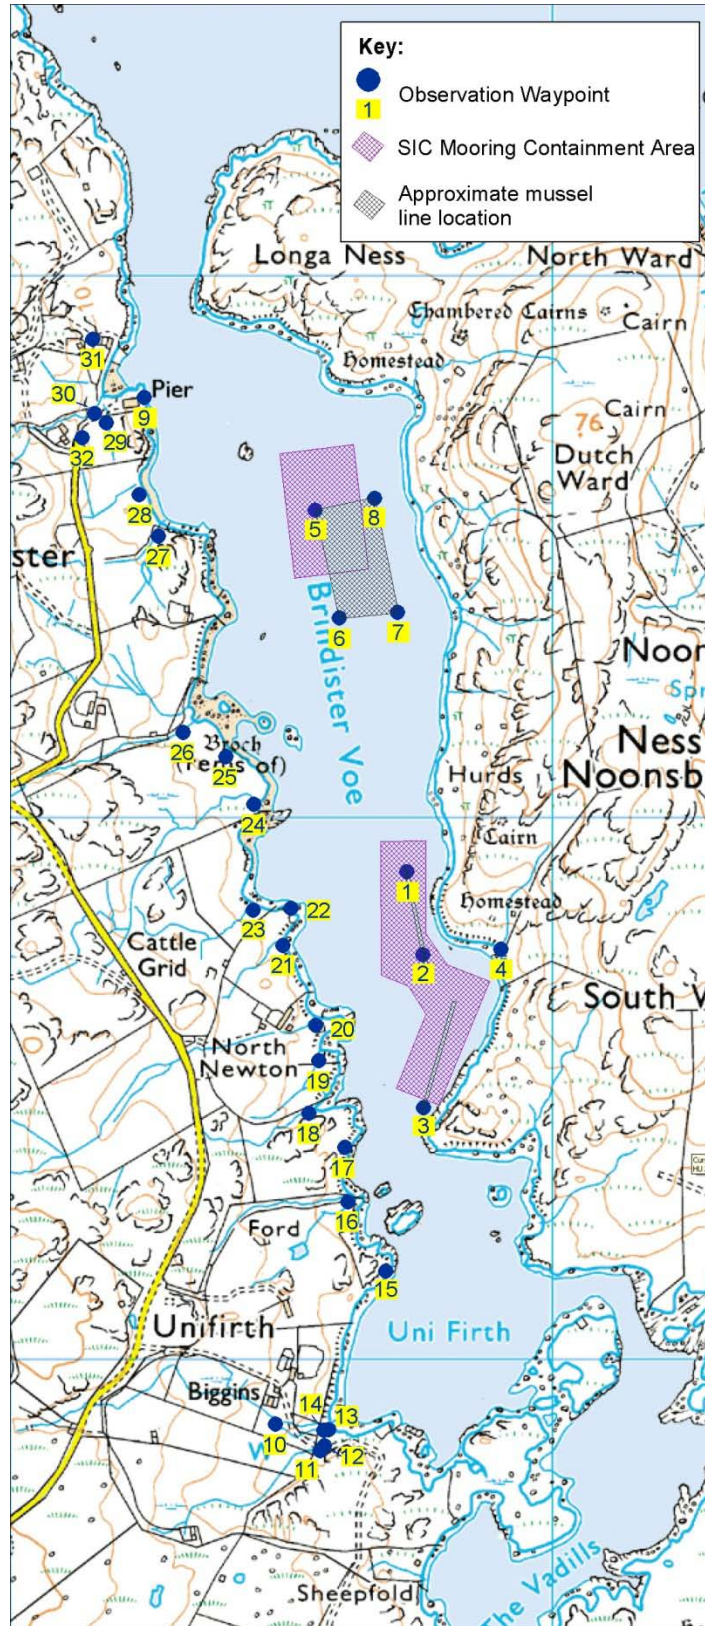 Key:
Observation Waypoint
1
SIC Mooring Containment Area
Approximate mussel
line location
Longa Ness
North Ward
Chambered Cairns
Cairn
Homestead
31
30
Pier
9
29
32
76
Cairn
Dutch
Ward
28
5
8
27
ster
Brindister Voe
6
7
Noon
Spr
26
Broch
(rems of)
25
Ness
Noonsb
Hurds
24
Cairn
1
Homestead
22
23
Cattle
Grid
21
2
4
South W
20
North
Newton
19
3
18
17
16
Ford
15
Unifirth
Uni Firth
Biggins
14
13
10
W
11
12
The Vadills
Sheepfold